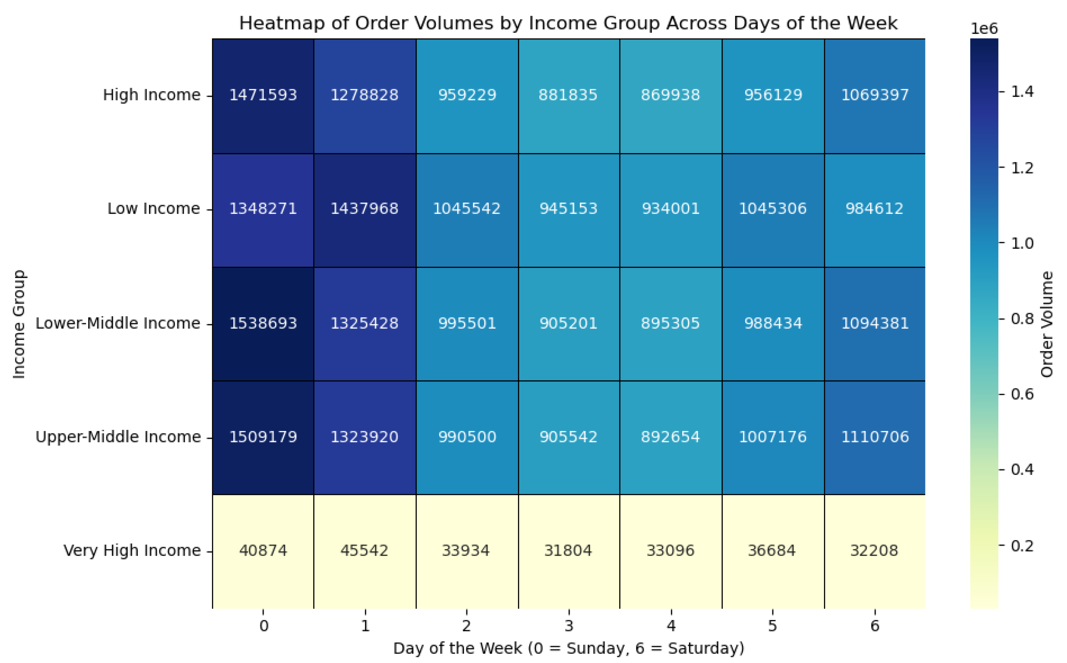 Heatmap of Order Volumes by Income Group Across Days of the Week
1e6
High Income 1471593 1278828 959229 881835 869938 956129 1069397
Low Income 1348271 1437968 1045542 945153 934001 1045306 984612
Lower-Middle Income 1538693 1325428 995501 905201 895305 988434 1094381
Upper-Middle Income 1509179 1323920 990500 905542 892654 1007176 1110706
Very High Income 40874 45542 33934 31804 33096 36684 32208
0 1 2 3 4 5 6
Day of the Week (0 = Sunday, 6 = Saturday)
Income Group
1.4
1.2
1.0
0.8
0.6
0.4
0.2
Order Volume